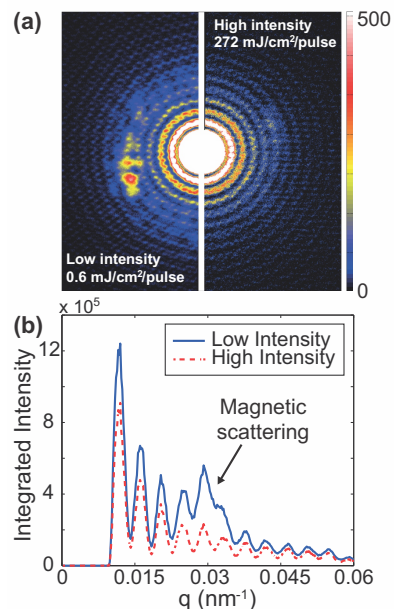 (a)
High intensity
272 mJ/cm²/pulse
500
Low intensity
0.6 mJ/cm²/pulse
0
(b)
x 10⁵
Low Intensity
High Intensity
Magnetic
scattering
12
8
4
0
Integrated Intensity
0
0.015
0.03
0.045
0.06
q (nm⁻¹)